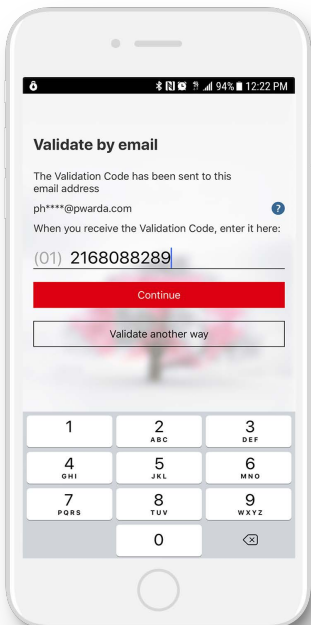 94% 12:22 PM
Validate by email
The Validation Code has been sent to this
email address
ph****@pwarda.com
?
When you receive the Validation Code, enter it here:
(01) 2168088289
Continue
Validate another way
1 2 3
ABC DEF
4 5 6
GHI JKL MNO
7 8 9
PQRS TUV WXYZ
0